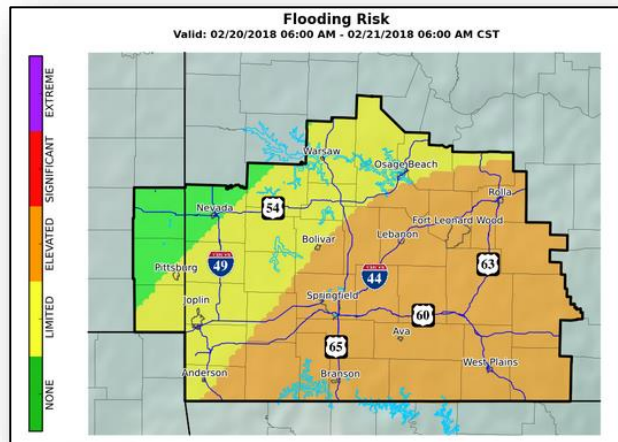 Flooding Risk
Valid: 02/20/2018 06:00 AM - 02/21/2018 06:00 AM CST
EXTREME
SIGNIFICANT
ELEVATED
LIMITED
NONE
Warsaw
Osage Beach
Nevada
54
Rolla
Fort Leonard Wood
Bolivar
Lebanon
Pittsburg
49
44
63
Joplin
Springfield
60
65
Ava
Anderson
Branson
West Plains